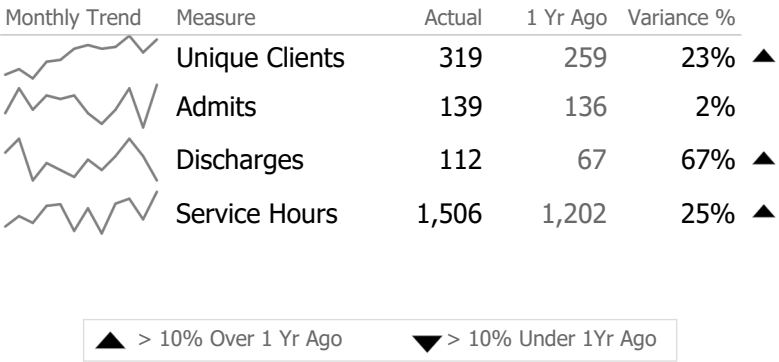 Monthly Trend Measure Actual 1 Yr Ago Variance %
Unique Clients 319 259 23% ▲
Admits 139 136 2%
Discharges 112 67 67% ▲
Service Hours 1,506 1,202 25% ▲
▲ > 10% Over 1 Yr Ago ▼ > 10% Under 1Yr Ago